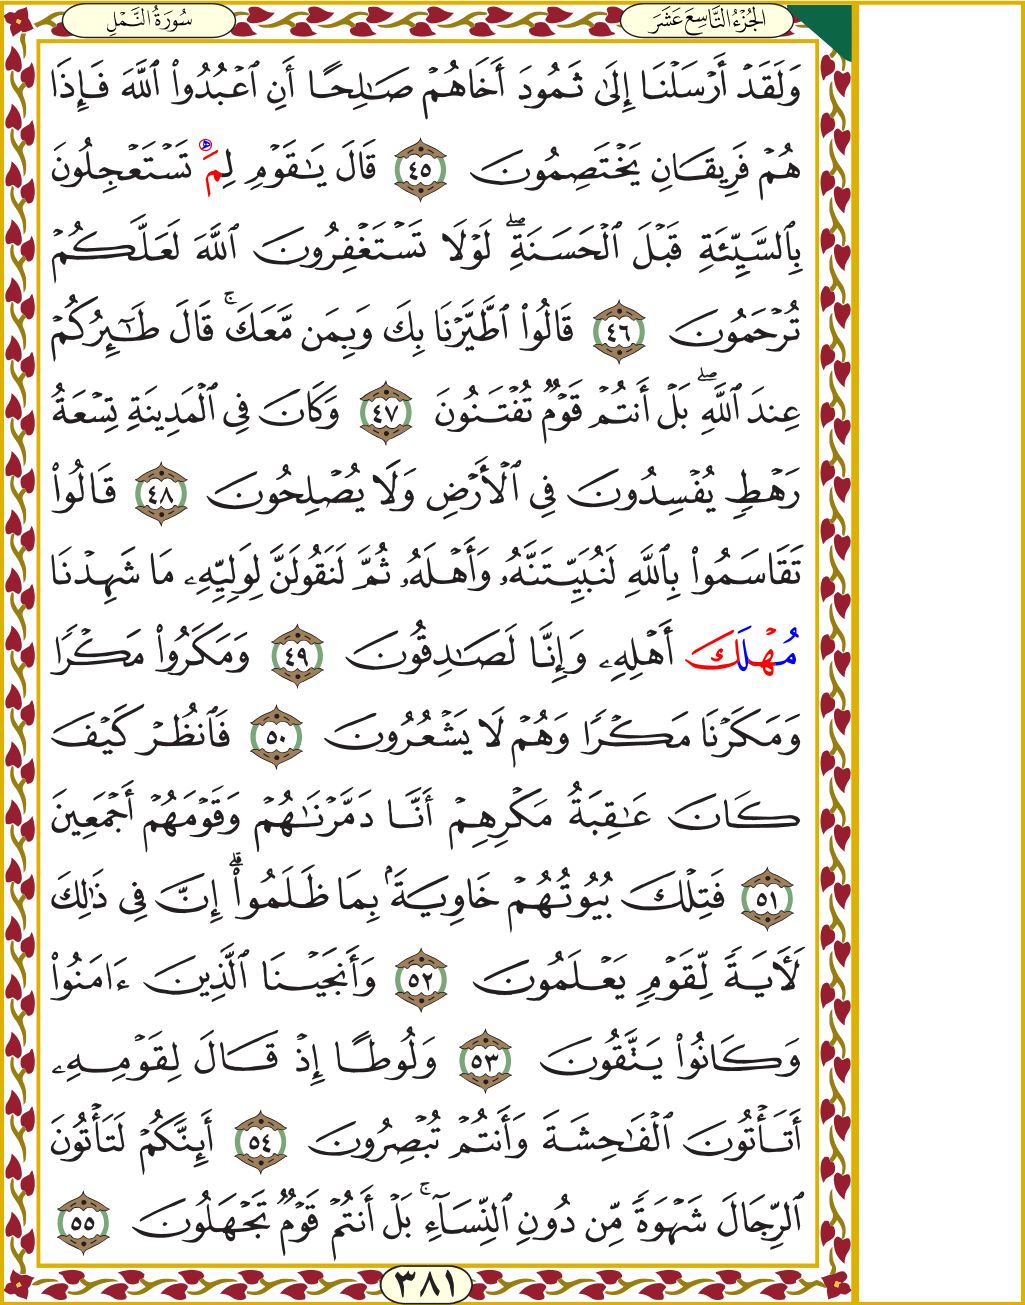 الجُزْءُ التَّاسِعَ عَشَرَ
سُورَةُ النَّمْلِ
وَلَقَدْ أَرْسَلْنَا إِلَىٰ ثَمُودَ أَخَاهُمْ صَـٰلِحًا أَنِ ٱعْبُدُوا۟ ٱللَّهَ فَإِذَا
هُمْ فَرِيقَانِ يَخْتَصِمُونَ ٤٥ قَالَ يَـٰقَوْمِ لِمَ تَسْتَعْجِلُونَ
بِٱلسَّيِّئَةِ قَبْلَ ٱلْحَسَنَةِ ۖ لَوْلَا تَسْتَغْفِرُونَ ٱللَّهَ لَعَلَّكُمْ
تُرْحَمُونَ ٤٦ قَالُوا۟ ٱطَّيَّرْنَا بِكَ وَبِمَن مَّعَكَ ۚ قَالَ طَـٰٓئِرُكُمْ
عِندَ ٱللَّهِ ۖ بَلْ أَنتُمْ قَوْمٌ تُفْتَنُونَ ٤٧ وَكَانَ فِى ٱلْمَدِينَةِ تِسْعَةُ
رَهْطٍ يُفْسِدُونَ فِى ٱلْأَرْضِ وَلَا يُصْلِحُونَ ٤٨ قَالُوا۟
تَقَاسَمُوا۟ بِٱللَّهِ لَنُبَيِّتَنَّهُۥ وَأَهْلَهُۥ ثُمَّ لَنَقُولَنَّ لِوَلِيِّهِۦ مَا شَهِدْنَا
مُهْلَكَ أَهْلِهِۦ وَإِنَّا لَصَـٰدِقُونَ ٤٩ وَمَكَرُوا۟ مَكْرًا
وَمَكَرْنَا مَكْرًا وَهُمْ لَا يَشْعُرُونَ ٥٠ فَٱنظُرْ كَيْفَ
كَانَ عَـٰقِبَةُ مَكْرِهِمْ أَنَّا دَمَّرْنَـٰهُمْ وَقَوْمَهُمْ أَجْمَعِينَ
٥١ فَتِلْكَ بُيُوتُهُمْ خَاوِيَةًۢ بِمَا ظَلَمُوٓا۟ ۗ إِنَّ فِى ذَٰلِكَ
لَـَٔايَةً لِّقَوْمٍ يَعْلَمُونَ ٥٢ وَأَنجَيْنَا ٱلَّذِينَ ءَامَنُوا۟
وَكَانُوا۟ يَتَّقُونَ ٥٣ وَلُوطًا إِذْ قَالَ لِقَوْمِهِۦٓ
أَتَأْتُونَ ٱلْفَـٰحِشَةَ وَأَنتُمْ تُبْصِرُونَ ٥٤ أَئِنَّكُمْ لَتَأْتُونَ
ٱلرِّجَالَ شَهْوَةً مِّن دُونِ ٱلنِّسَآءِ ۚ بَلْ أَنتُمْ قَوْمٌ تَجْهَلُونَ ٥٥
٣٨١